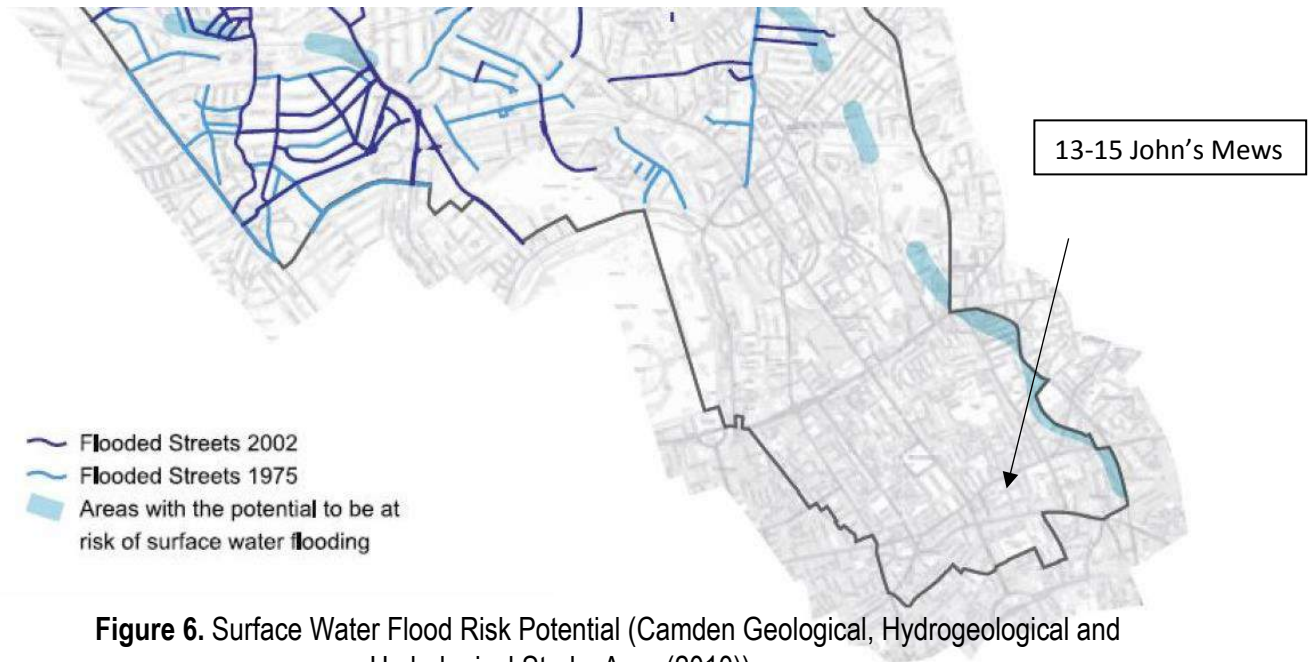 13-15 John's Mews
Flooded Streets 2002
Flooded Streets 1975
Areas with the potential to be at
risk of surface water flooding
Figure 6. Surface Water Flood Risk Potential (Camden Geological, Hydrogeological and